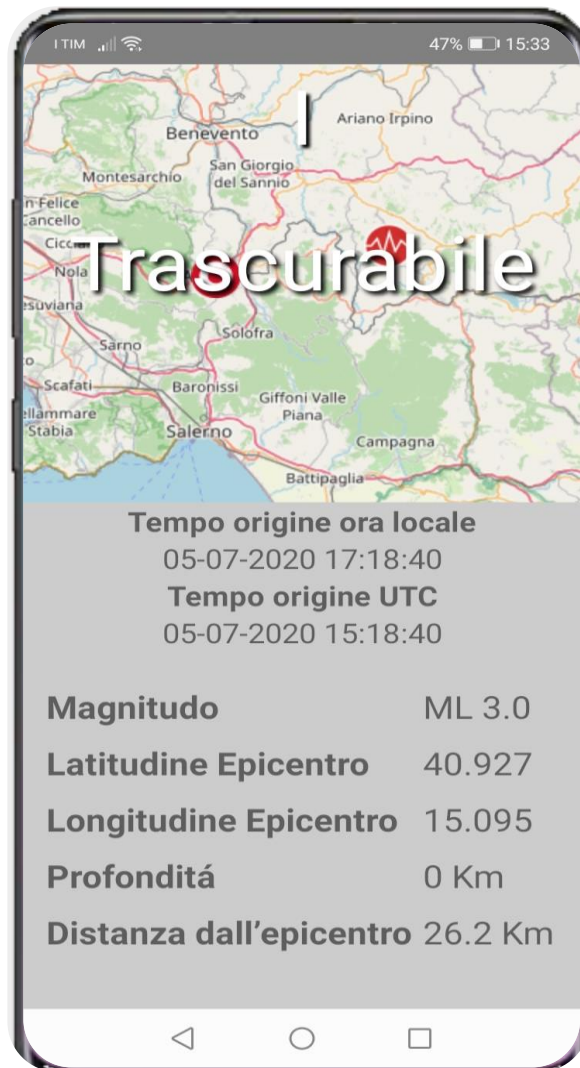 I TIM 47% 15:33
I
Benevento
Ariano Irpino
San Giorgio
del Sannio
Montesarchio
n Felice
ancello
Nola
Trascurabile
suviana
Solofra
Sarno
Scafati
Baronissi
Giffoni Valle
Piana
ellammare
Stabia
Salerno
Campagna
Battipaglia
Tempo origine ora locale
05-07-2020 17:18:40
Tempo origine UTC
05-07-2020 15:18:40
Magnitudo ML 3.0
Latitudine Epicentro 40.927
Longitudine Epicentro 15.095
Profonditá 0 Km
Distanza dall’epicentro 26.2 Km